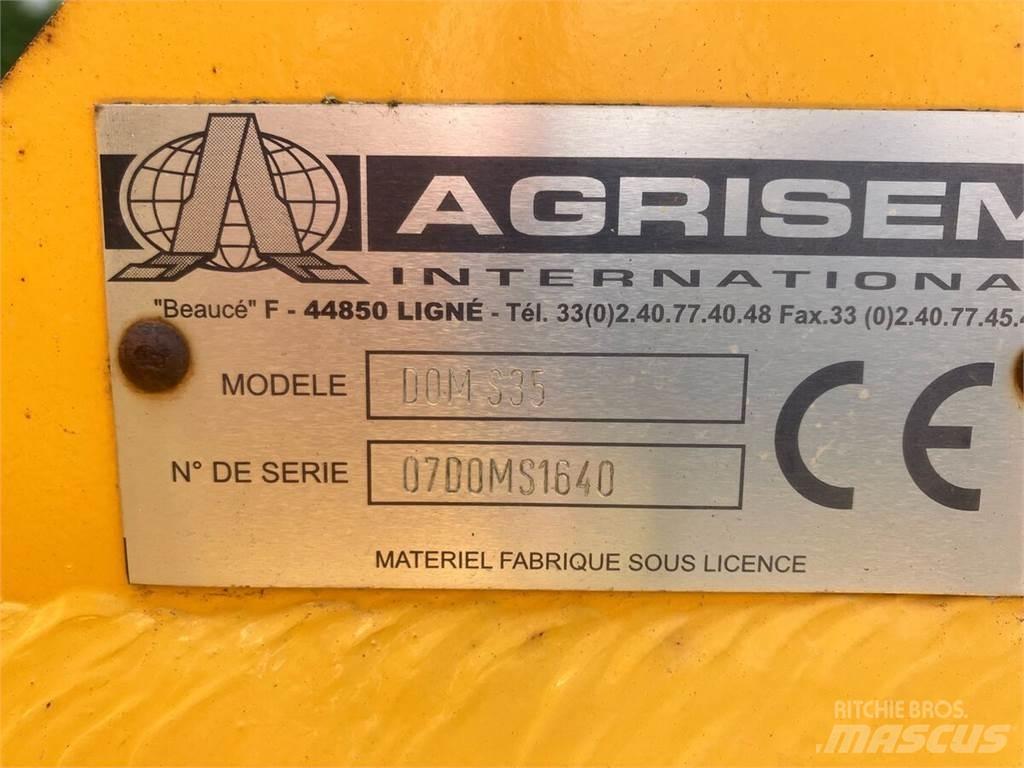 AGRISEM
INTERNATIONA
"Beaucé" F - 44850 LIGNÉ - Tél. 33(0)2.40.77.40.48 Fax.33 (0)2.40.77.45.4
MODELE DOM S35
N° DE SERIE 07DOMS1640
CE
MATERIEL FABRIQUE SOUS LICENCE
RITCHIE BROS.
MASCUS